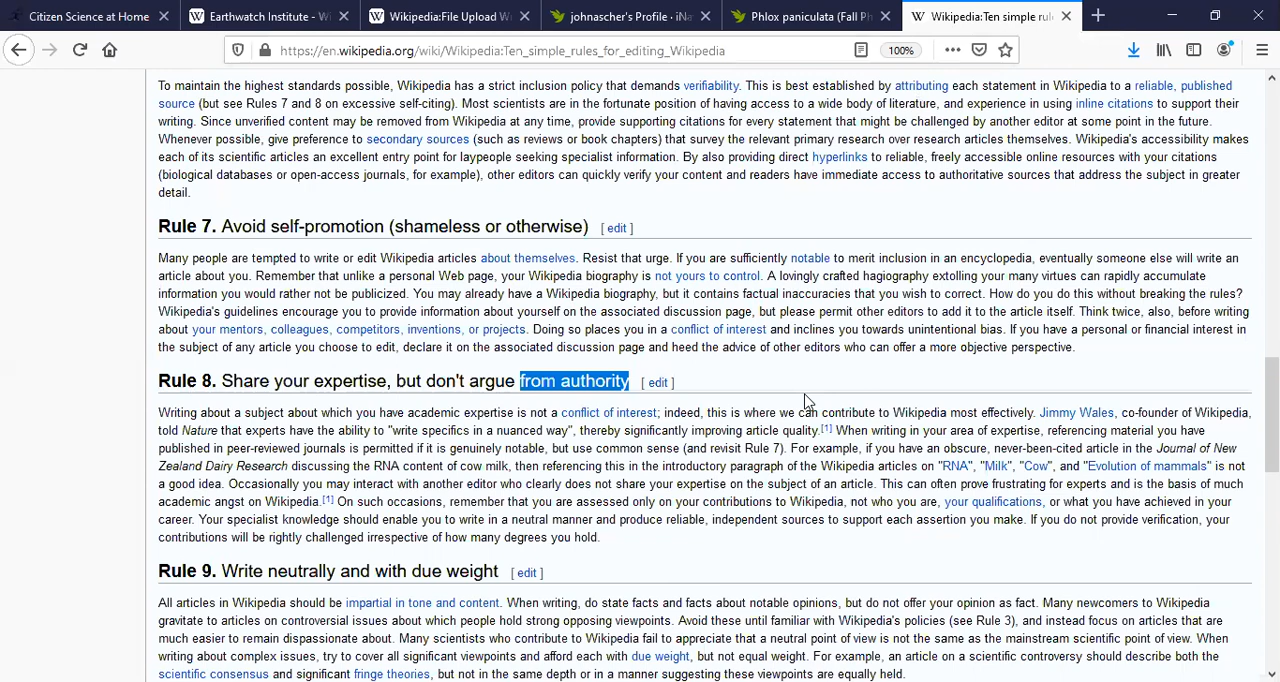 Citizen Science at Home
Earthwatch Institute - Wi
Wikipedia:File Upload W
johnascher's Profile · iNa
Phlox paniculata (Fall Ph
Wikipedia:Ten simple rule
https://en.wikipedia.org/wiki/Wikipedia:Ten_simple_rules_for_editing_Wikipedia
100%
To maintain the highest standards possible, Wikipedia has a strict inclusion policy that demands verifiability. This is best established by attributing each statement in Wikipedia to a reliable, published
source (but see Rules 7 and 8 on excessive self-citing). Most scientists are in the fortunate position of having access to a wide body of literature, and experience in using inline citations to support their
writing. Since unverified content may be removed from Wikipedia at any time, provide supporting citations for every statement that might be challenged by another editor at some point in the future.
Whenever possible, give preference to secondary sources (such as reviews or book chapters) that survey the relevant primary research over research articles themselves. Wikipedia's accessibility makes
each of its scientific articles an excellent entry point for laypeople seeking specialist information. By also providing direct hyperlinks to reliable, freely accessible online resources with your citations
(biological databases or open-access journals, for example), other editors can quickly verify your content and readers have immediate access to authoritative sources that address the subject in greater
detail.
Rule 7. Avoid self-promotion (shameless or otherwise) [ edit ]
Many people are tempted to write or edit Wikipedia articles about themselves. Resist that urge. If you are sufficiently notable to merit inclusion in an encyclopedia, eventually someone else will write an
article about you. Remember that unlike a personal Web page, your Wikipedia biography is not yours to control. A lovingly crafted hagiography extolling your many virtues can rapidly accumulate
information you would rather not be publicized. You may already have a Wikipedia biography, but it contains factual inaccuracies that you wish to correct. How do you do this without breaking the rules?
Wikipedia's guidelines encourage you to provide information about yourself on the associated discussion page, but please permit other editors to add it to the article itself. Think twice, also, before writing
about your mentors, colleagues, competitors, inventions, or projects. Doing so places you in a conflict of interest and inclines you towards unintentional bias. If you have a personal or financial interest in
the subject of any article you choose to edit, declare it on the associated discussion page and heed the advice of other editors who can offer a more objective perspective.
Rule 8. Share your expertise, but don't argue from authority [ edit ]
Writing about a subject about which you have academic expertise is not a conflict of interest; indeed, this is where we can contribute to Wikipedia most effectively. Jimmy Wales, co-founder of Wikipedia,
told Nature that experts have the ability to "write specifics in a nuanced way", thereby significantly improving article quality.[1] When writing in your area of expertise, referencing material you have
published in peer-reviewed journals is permitted if it is genuinely notable, but use common sense (and revisit Rule 7). For example, if you have an obscure, never-been-cited article in the Journal of New
Zealand Dairy Research discussing the RNA content of cow milk, then referencing this in the introductory paragraph of the Wikipedia articles on "RNA", "Milk", "Cow", and "Evolution of mammals" is not
a good idea. Occasionally you may interact with another editor who clearly does not share your expertise on the subject of an article. This can often prove frustrating for experts and is the basis of much
academic angst on Wikipedia.[1] On such occasions, remember that you are assessed only on your contributions to Wikipedia, not who you are, your qualifications, or what you have achieved in your
career. Your specialist knowledge should enable you to write in a neutral manner and produce reliable, independent sources to support each assertion you make. If you do not provide verification, your
contributions will be rightly challenged irrespective of how many degrees you hold.
Rule 9. Write neutrally and with due weight [ edit ]
All articles in Wikipedia should be impartial in tone and content. When writing, do state facts and facts about notable opinions, but do not offer your opinion as fact. Many newcomers to Wikipedia
gravitate to articles on controversial issues about which people hold strong opposing viewpoints. Avoid these until familiar with Wikipedia's policies (see Rule 3), and instead focus on articles that are
much easier to remain dispassionate about. Many scientists who contribute to Wikipedia fail to appreciate that a neutral point of view is not the same as the mainstream scientific point of view. When
writing about complex issues, try to cover all significant viewpoints and afford each with due weight, but not equal weight. For example, an article on a scientific controversy should describe both the
scientific consensus and significant fringe theories, but not in the same depth or in a manner suggesting these viewpoints are equally held.